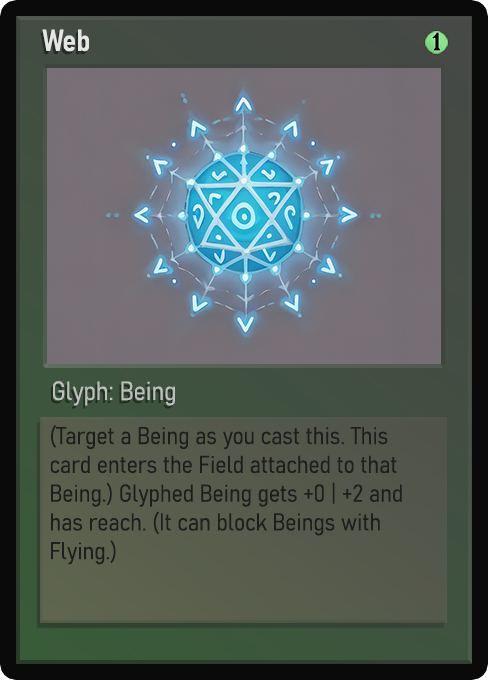 Web
1
Glyph: Being
(Target a Being as you cast this. This
card enters the Field attached to that
Being.) Glyphed Being gets +0 | +2 and
has reach. (It can block Beings with
Flying.)